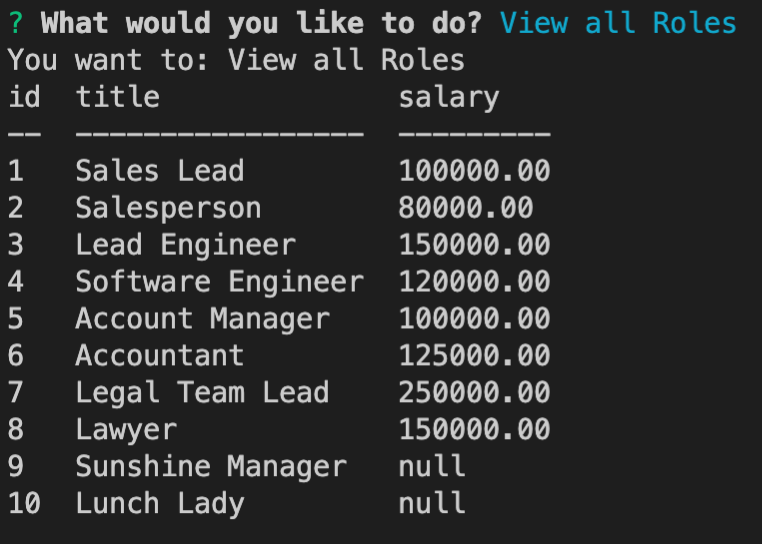 ? What would you like to do? View all Roles
You want to: View all Roles
id  title              salary
--  -----------------  ---------
1   Sales Lead         100000.00
2   Salesperson        80000.00
3   Lead Engineer      150000.00
4   Software Engineer  120000.00
5   Account Manager    100000.00
6   Accountant         125000.00
7   Legal Team Lead    250000.00
8   Lawyer             150000.00
9   Sunshine Manager   null
10  Lunch Lady         null